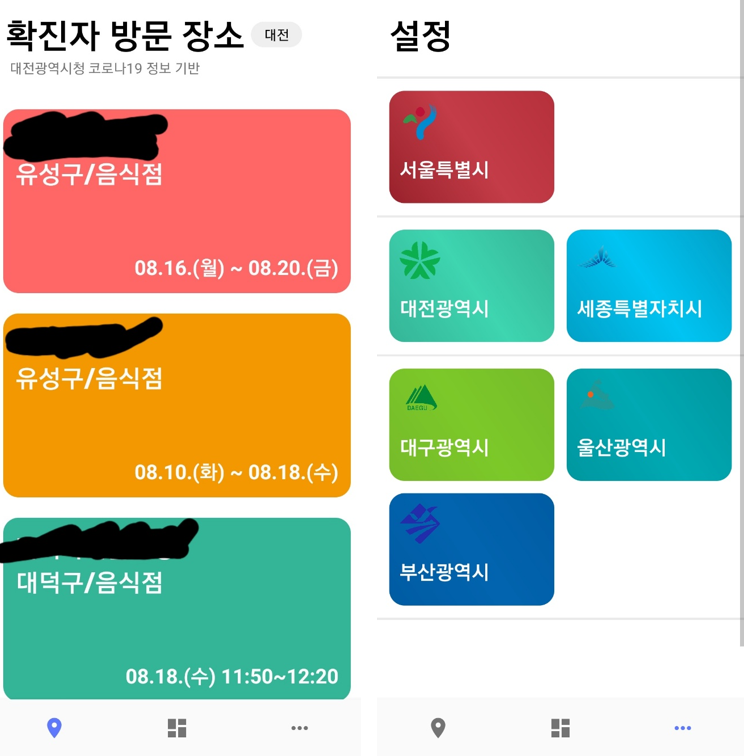 확진자 방문 장소 대전
대전광역시청 코로나19 정보 기반
유성구/음식점
08.16.(월) ~ 08.20.(금)
유성구/음식점
08.10.(화) ~ 08.18.(수)
대덕구/음식점
08.18.(수) 11:50~12:20
설정
서울특별시
대전광역시
세종특별자치시
DAEGU
대구광역시
울산광역시
부산광역시